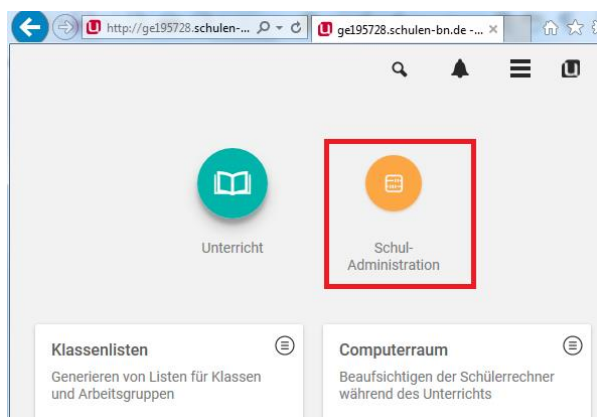 http://ge195728.schulen-...
ge195728.schulen-bn.de -...
Unterricht
Schul-
Administration
Klassenlisten
Generieren von Listen für Klassen
und Arbeitsgruppen
Computerraum
Beaufsichtigen der Schülerrechner
während des Unterrichts